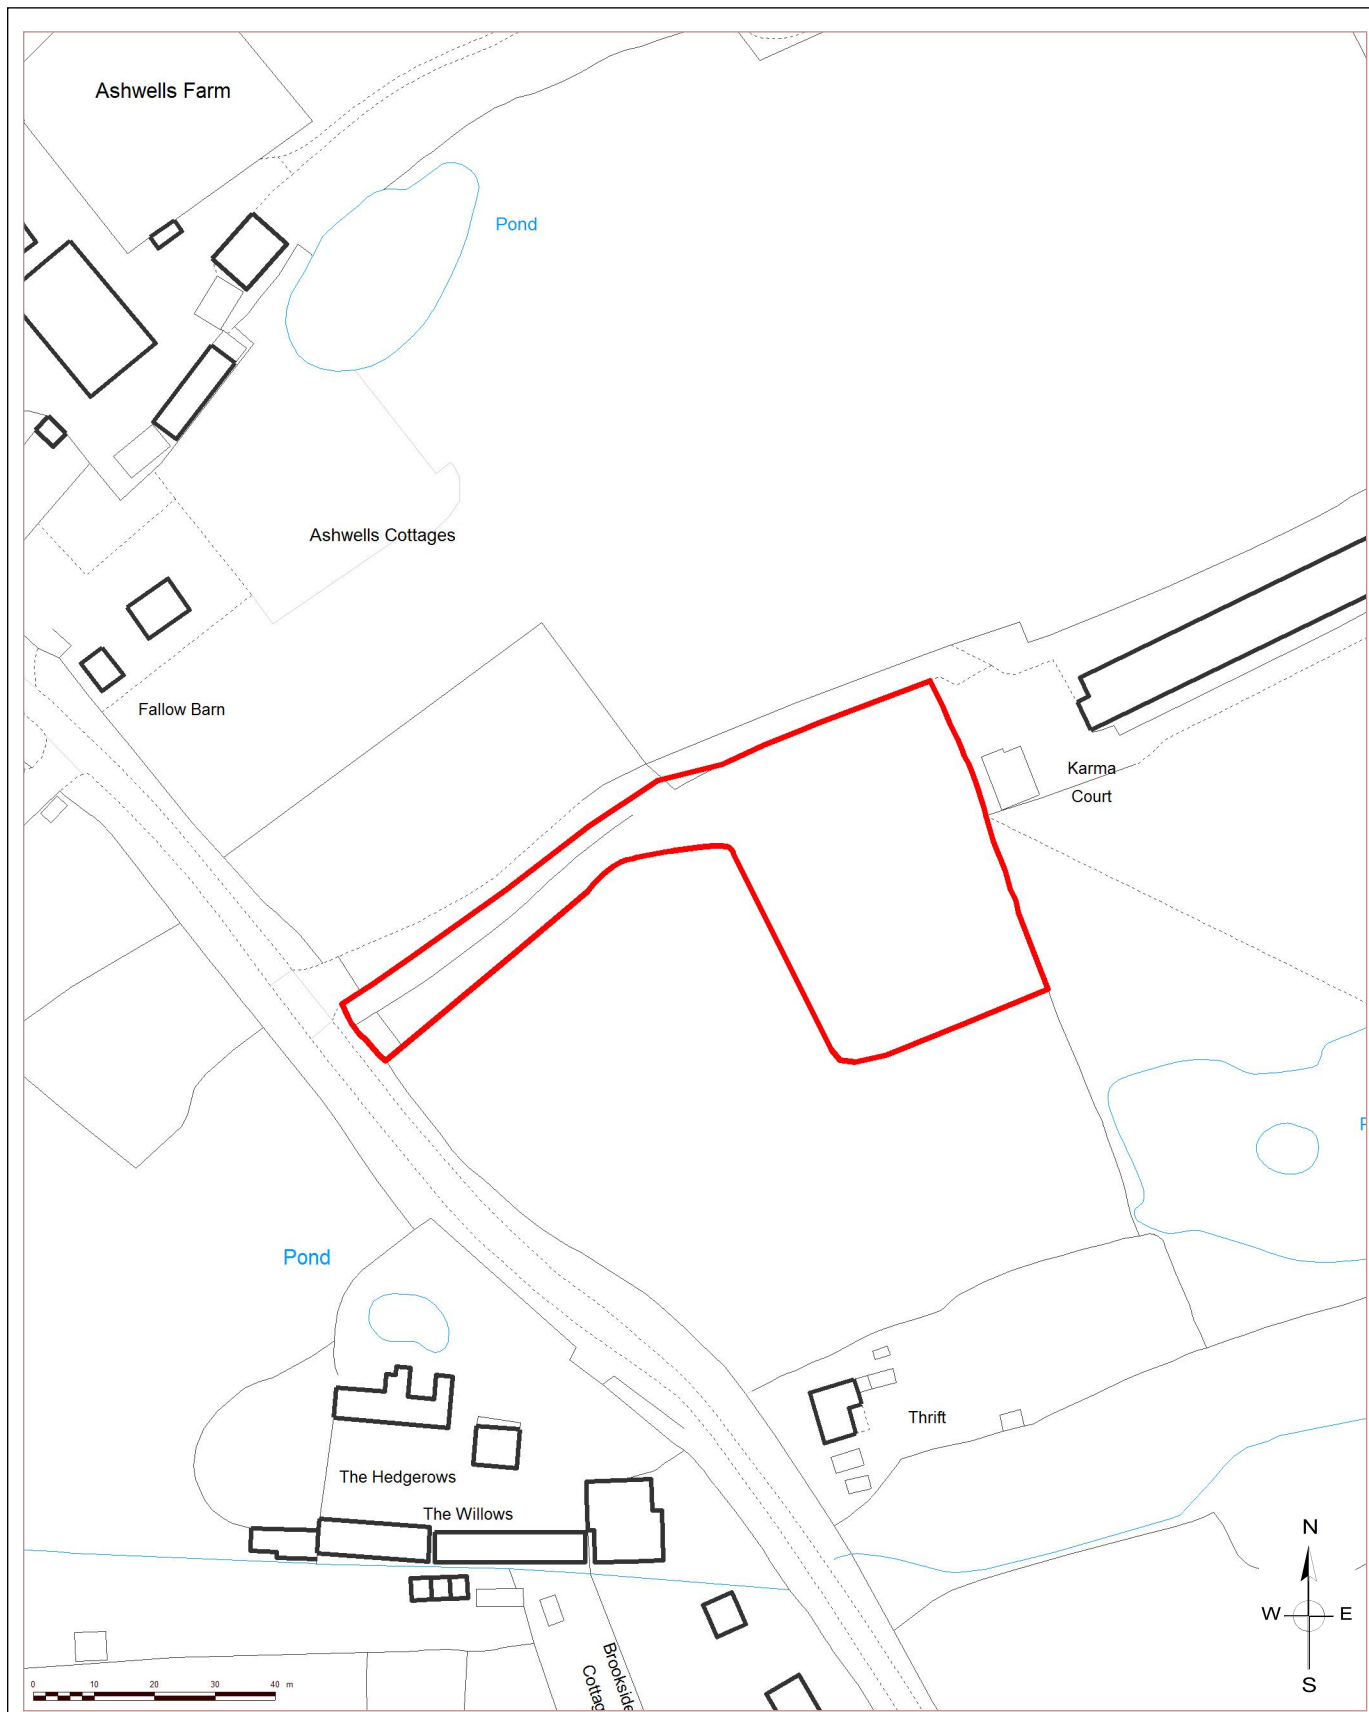 Ashwells Farm
Pond
Ashwells Cottages
Fallow Barn
Karma
Court
Pond
Thrift
The Hedgerows
The Willows
Brookside
N
W E
S
0 10 20 30 40 m